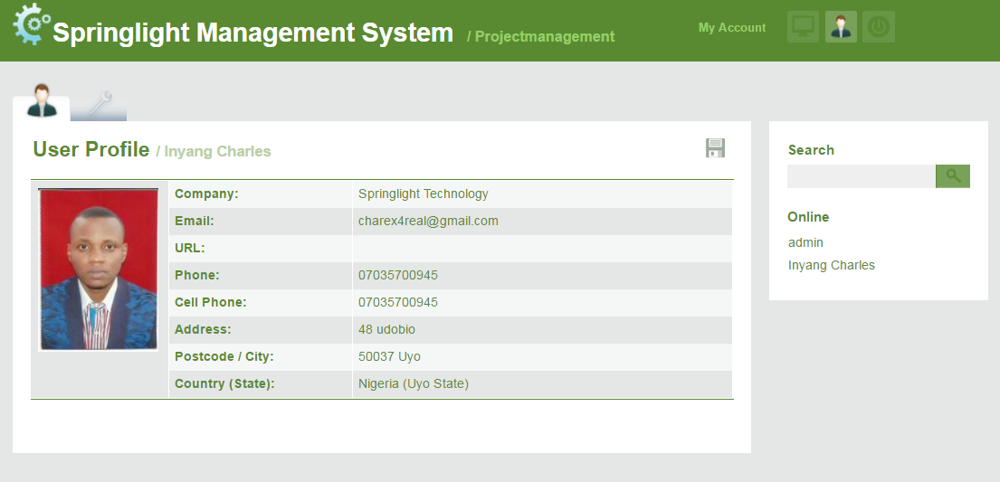 Springlight Management System / Projectmanagement
My Account
User Profile / Inyang Charles
Company: Springlight Technology
Email: charex4real@gmail.com
URL:
Phone: 07035700945
Cell Phone: 07035700945
Address: 48 udobio
Postcode / City: 50037 Uyo
Country (State): Nigeria (Uyo State)
Search
Online
admin
Inyang Charles